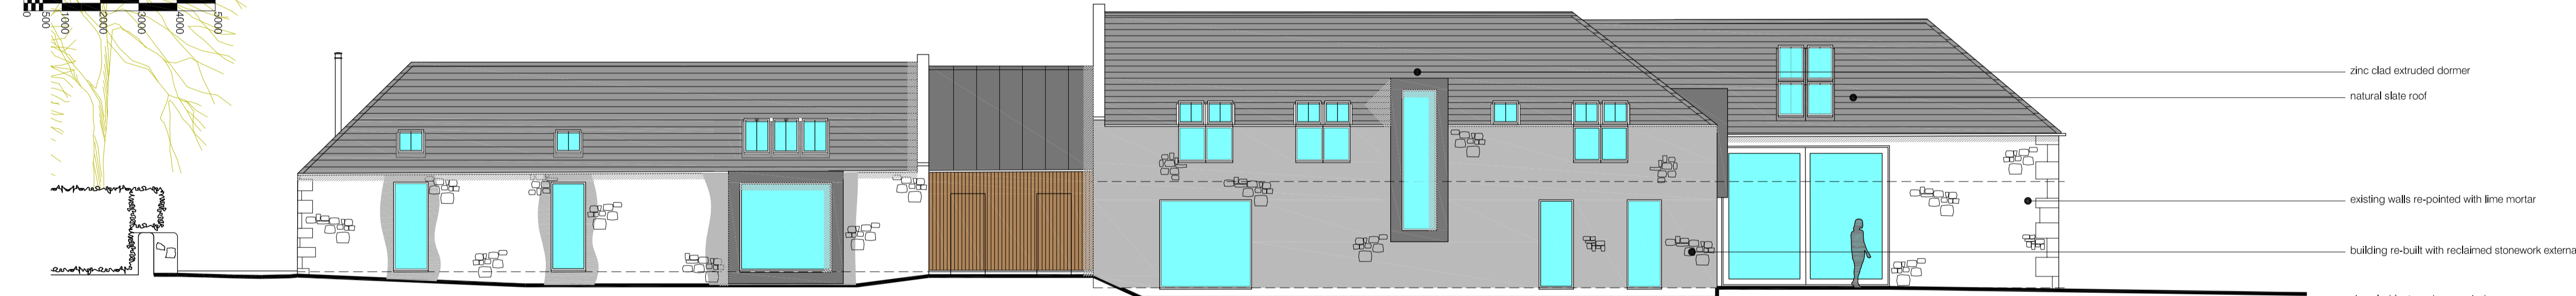 0
500
1000
2000
3000
4000
5000
zinc clad extruded dormer
natural slate roof
existing walls re-pointed with lime mortar
building re-built with reclaimed stonework externa